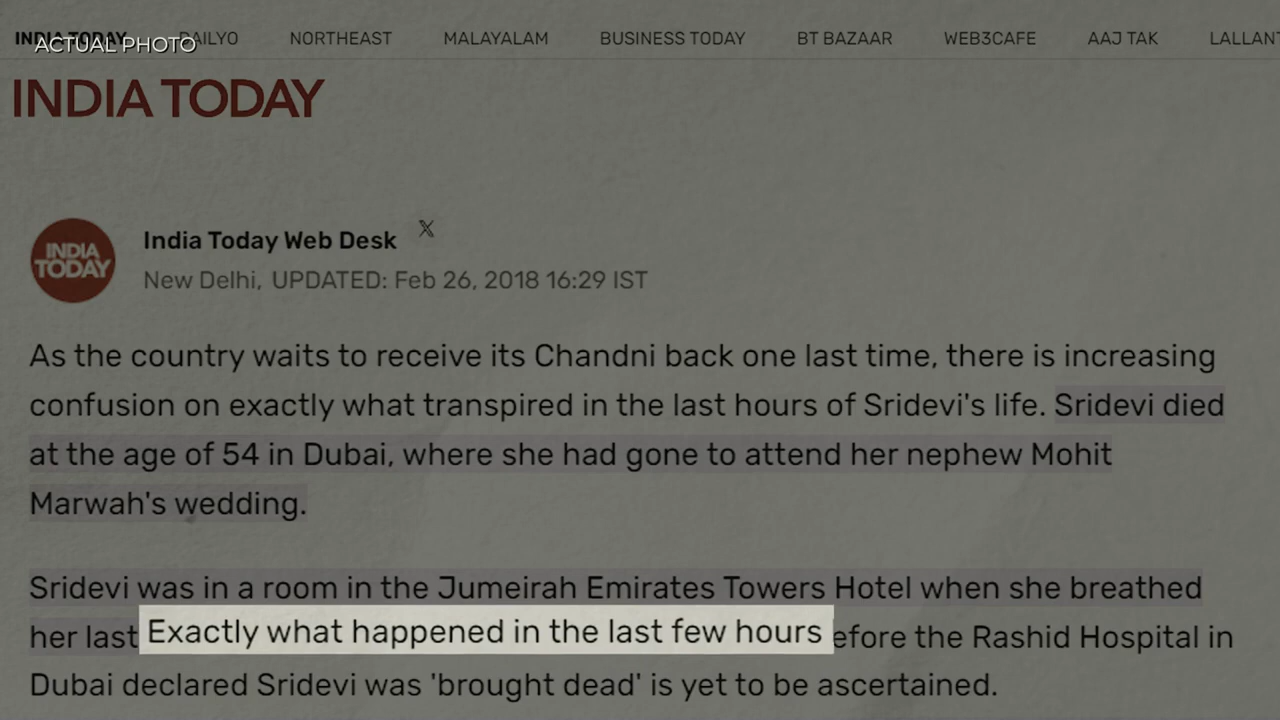 INDIA TODAY DAILYO NORTHEAST MALAYALAM BUSINESS TODAY BT BAZAAR WEB3CAFE AAJ TAK LALLANT
ACTUAL PHOTO
INDIA TODAY
INDIA
TODAY
India Today Web Desk
New Delhi, UPDATED: Feb 26, 2018 16:29 IST
As the country waits to receive its Chandni back one last time, there is increasing
confusion on exactly what transpired in the last hours of Sridevi's life. Sridevi died
at the age of 54 in Dubai, where she had gone to attend her nephew Mohit
Marwah's wedding.
Sridevi was in a room in the Jumeirah Emirates Towers Hotel when she breathed
her last Exactly what happened in the last few hours efore the Rashid Hospital in
Dubai declared Sridevi was 'brought dead' is yet to be ascertained.